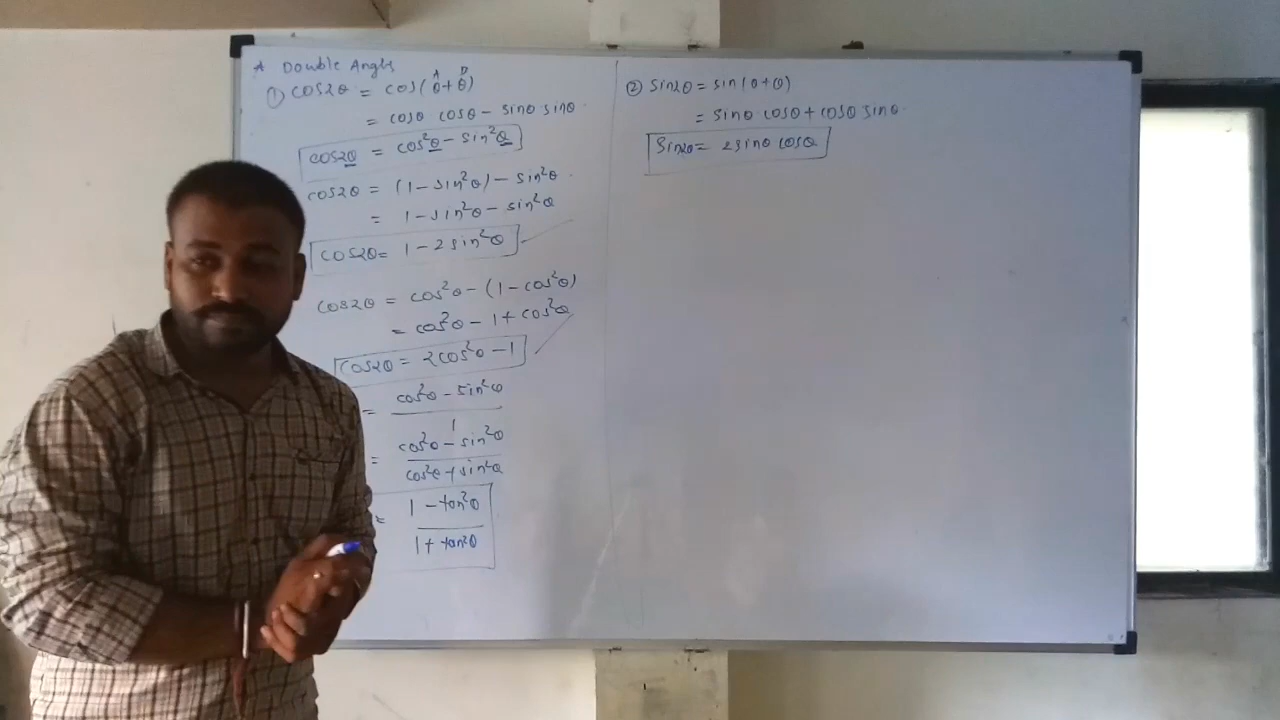 * Double Angles
① cos2θ = cos(θ+θ)
A B
= cosθ cosθ - sinθ sinθ
cos2θ = cos²θ - sin²θ
cos2θ = (1-sin²θ) - sin²θ
= 1 - sin²θ - sin²θ
cos2θ = 1 - 2sin²θ
cos2θ = cos²θ - (1-cos²θ)
= cos²θ - 1 + cos²θ
cos2θ = 2cos²θ - 1
= cos²θ - sin²θ
1
= cos²θ - sin²θ
cos²θ + sin²θ
= 1 - tan²θ
1 + tan²θ
② sin2θ = sin(θ+θ)
= sinθ cosθ + cosθ sinθ
Sin2θ = 2sinθ cosθ